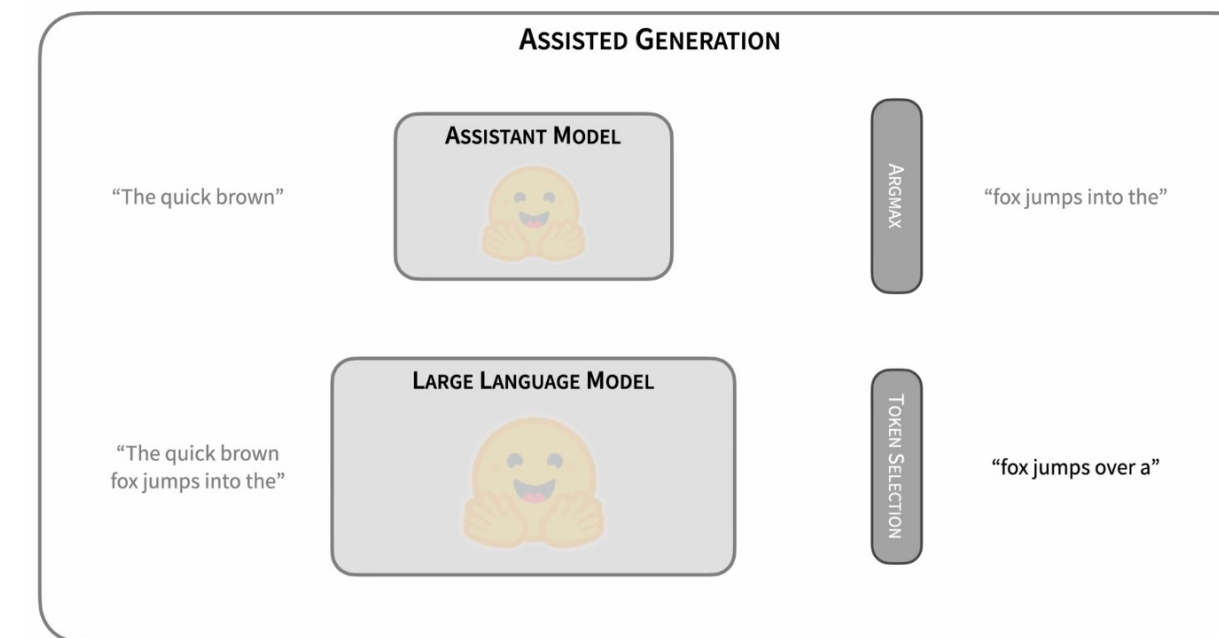 ASSISTED GENERATION
ASSISTANT MODEL
“The quick brown”
ARGMAX
“fox jumps into the”
LARGE LANGUAGE MODEL
“The quick brown
fox jumps into the”
TOKEN SELECTION
“fox jumps over a”